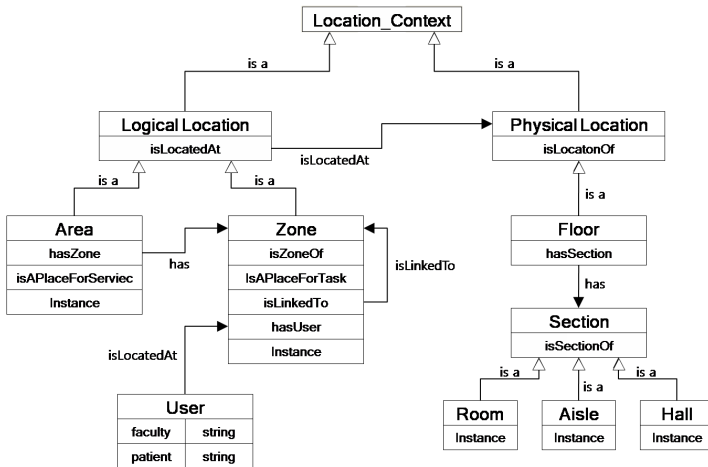 Location_Context
is a
is a
Logical Location
isLocatedAt
Physical Location
isLocatonOf
isLocatedAt
is a
is a
is a
Area
hasZone
isAPlaceForServiec
Instance
has
Zone
isZoneOf
IsAPlaceForTask
isLinkedTo
hasUser
Instance
isLinkedTo
Floor
hasSection
has
Section
isSectionOf
isLocatedAt
is a
is a
is a
User
faculty string
patient string
Room
Instance
Aisle
Instance
Hall
Instance